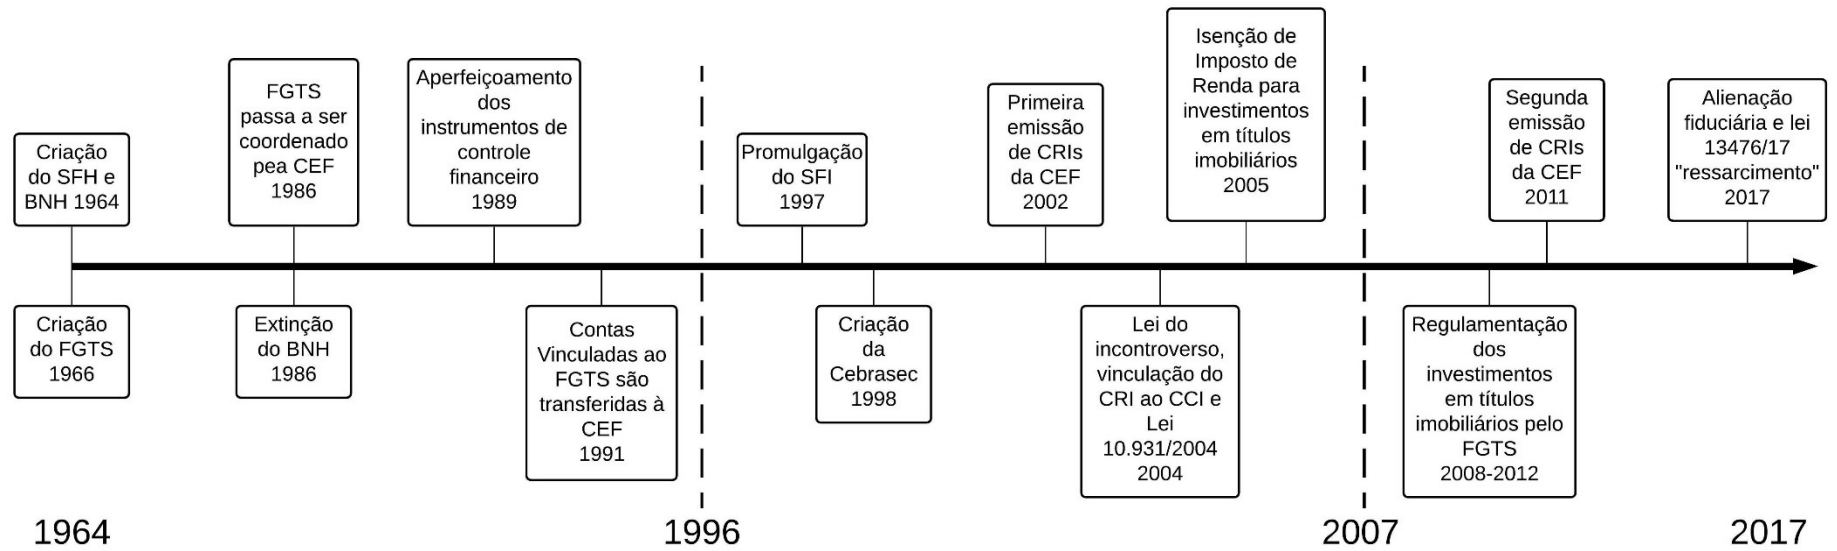 Criação
do SFH e
BNH 1964
FGTS
passa a ser
coordenado
pea CEF
1986
Aperfeiçoamento
dos
instrumentos de
controle
financeiro
1989
Promulgação
do SFI
1997
Primeira
emissão
de CRIs
da CEF
2002
Isenção de
Imposto de
Renda para
investimentos
em títulos
imobiliários
2005
Segunda
emissão
de CRIs
da CEF
2011
Alienação
fiduciária e lei
13476/17
"ressarcimento"
2017
Criação
do FGTS
1966
Extinção
do BNH
1986
Contas
Vinculadas ao
FGTS são
transferidas à
CEF
1991
Criação
da
Cebrasec
1998
Lei do
incontroverso,
vinculação do
CRI ao CCI e
Lei
10.931/2004
2004
Regulamentação
dos
investimentos
em títulos
imobiliários pelo
FGTS
2008-2012
1964
1996
2007
2017